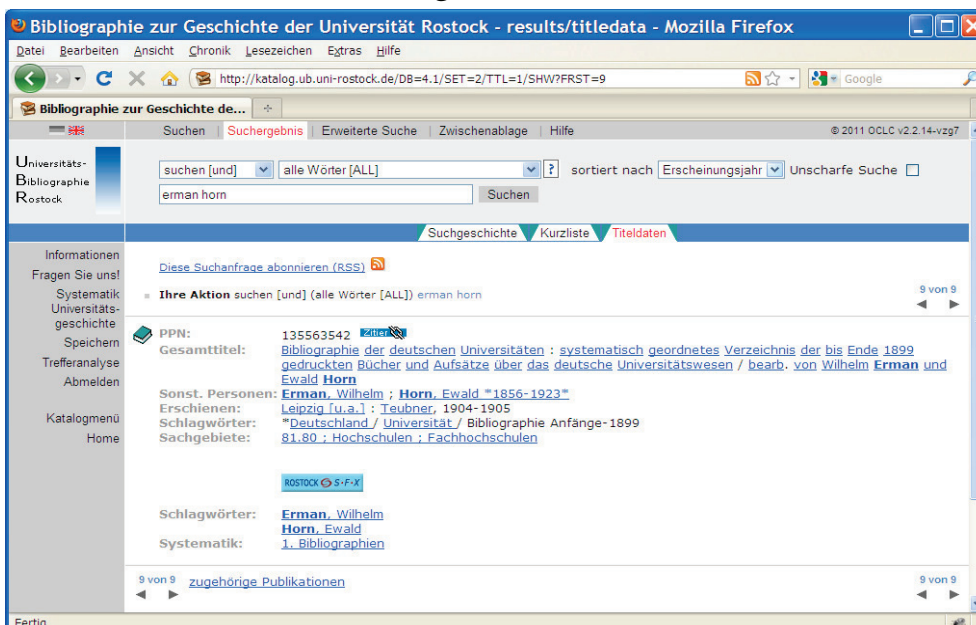 Bibliographie zur Geschichte der Universität Rostock - results/titledata - Mozilla Firefox
Datei Bearbeiten Ansicht Chronik Lesezeichen Extras Hilfe
http://katalog.ub.uni-rostock.de/DB=4.1/SET=2/TTL=1/SHW?FRST=9 Google
Bibliographie zur Geschichte de...
Suchen | Suchergebnis | Erweiterte Suche | Zwischenablage | Hilfe © 2011 OCLC v2.2.14-vzg7
Universitäts-
Bibliographie
Rostock
suchen [und] alle Wörter [ALL] ? sortiert nach Erscheinungsjahr Unscharfe Suche
erman horn Suchen
Suchgeschichte Kurzliste Titeldaten
Informationen
Fragen Sie uns!
Systematik
Universitäts-
geschichte
Speichern
Trefferanalyse
Abmelden
Katalogmenü
Home
Diese Suchanfrage abonnieren (RSS)
Ihre Aktion suchen [und] (alle Wörter [ALL]) erman horn
9 von 9
PPN: 135563542
Gesamttitel: Bibliographie der deutschen Universitäten : systematisch geordnetes Verzeichnis der bis Ende 1899
gedruckten Bücher und Aufsätze über das deutsche Universitätswesen / bearb. von Wilhelm Erman und
Ewald Horn
Sonst. Personen: Erman, Wilhelm ; Horn, Ewald *1856-1923*
Erschienen: Leipzig [u.a.] : Teubner, 1904-1905
Schlagwörter: *Deutschland / Universität / Bibliographie Anfänge-1899
Sachgebiete: 81.80 ; Hochschulen ; Fachhochschulen
ROSTOCK S·F·X
Schlagwörter: Erman, Wilhelm
Horn, Ewald
Systematik: 1. Bibliographien
9 von 9 zugehörige Publikationen 9 von 9
Fertig